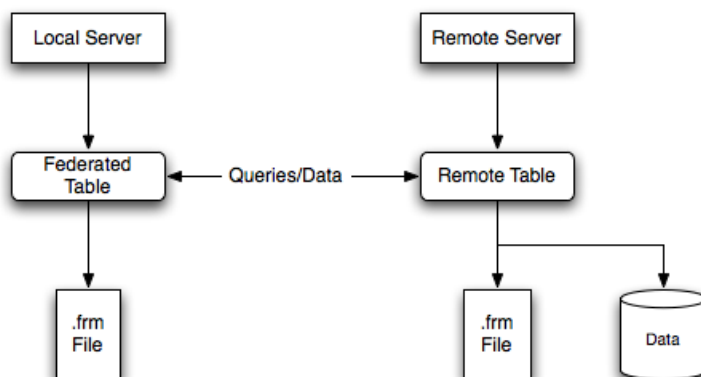 Local Server
Remote Server
Federated
Table
Queries/Data
Remote Table
.frm
File
.frm
File
Data